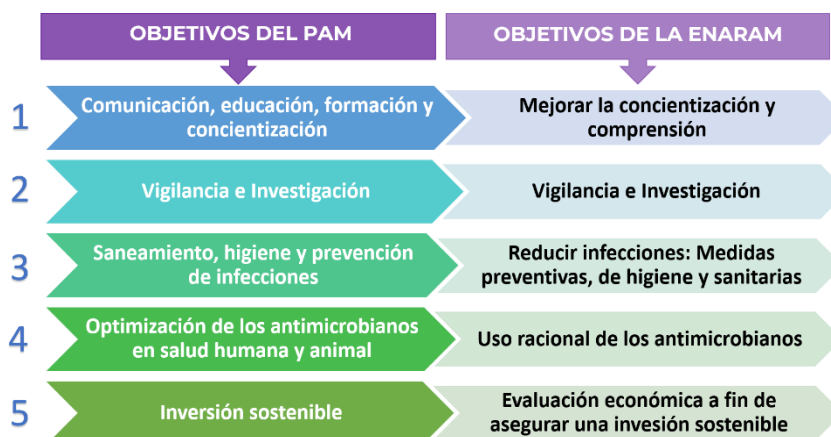 OBJETIVOS DEL PAM
OBJETIVOS DE LA ENARAM
1
Comunicación, educación, formación y
concientización
Mejorar la concientización y
comprensión
2
Vigilancia e Investigación
Vigilancia e Investigación
3
Saneamiento, higiene y prevención
de infecciones
Reducir infecciones: Medidas
preventivas, de higiene y sanitarias
4
Optimización de los antimicrobianos
en salud humana y animal
Uso racional de los antimicrobianos
5
Inversión sostenible
Evaluación económica a fin de
asegurar una invesión sostenible